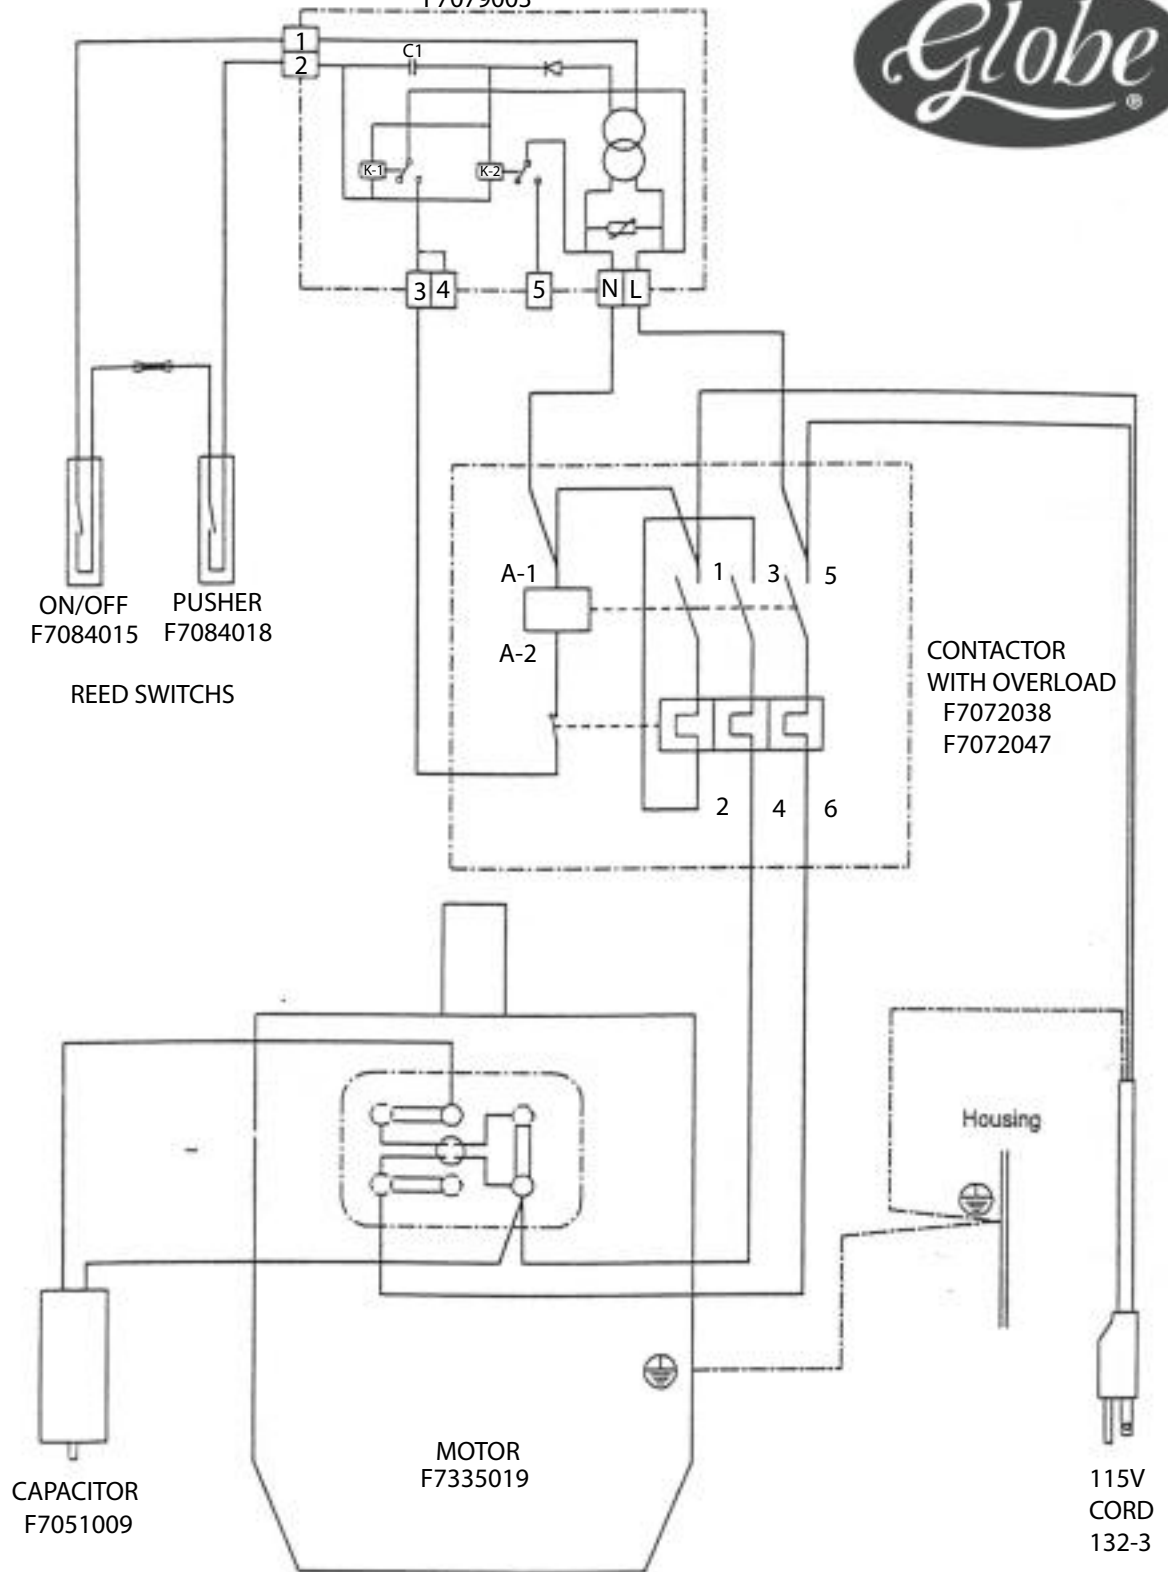 Globe
®
1
2
C1
K-1
K-2
3 4 5 N L
ON/OFF
F7084015
PUSHER
F7084018
REED SWITCHS
A-1
A-2
1 3 5
2 4 6
CONTACTOR
WITH OVERLOAD
F7072038
F7072047
Housing
MOTOR
F7335019
CAPACITOR
F7051009
115V
CORD
132-3